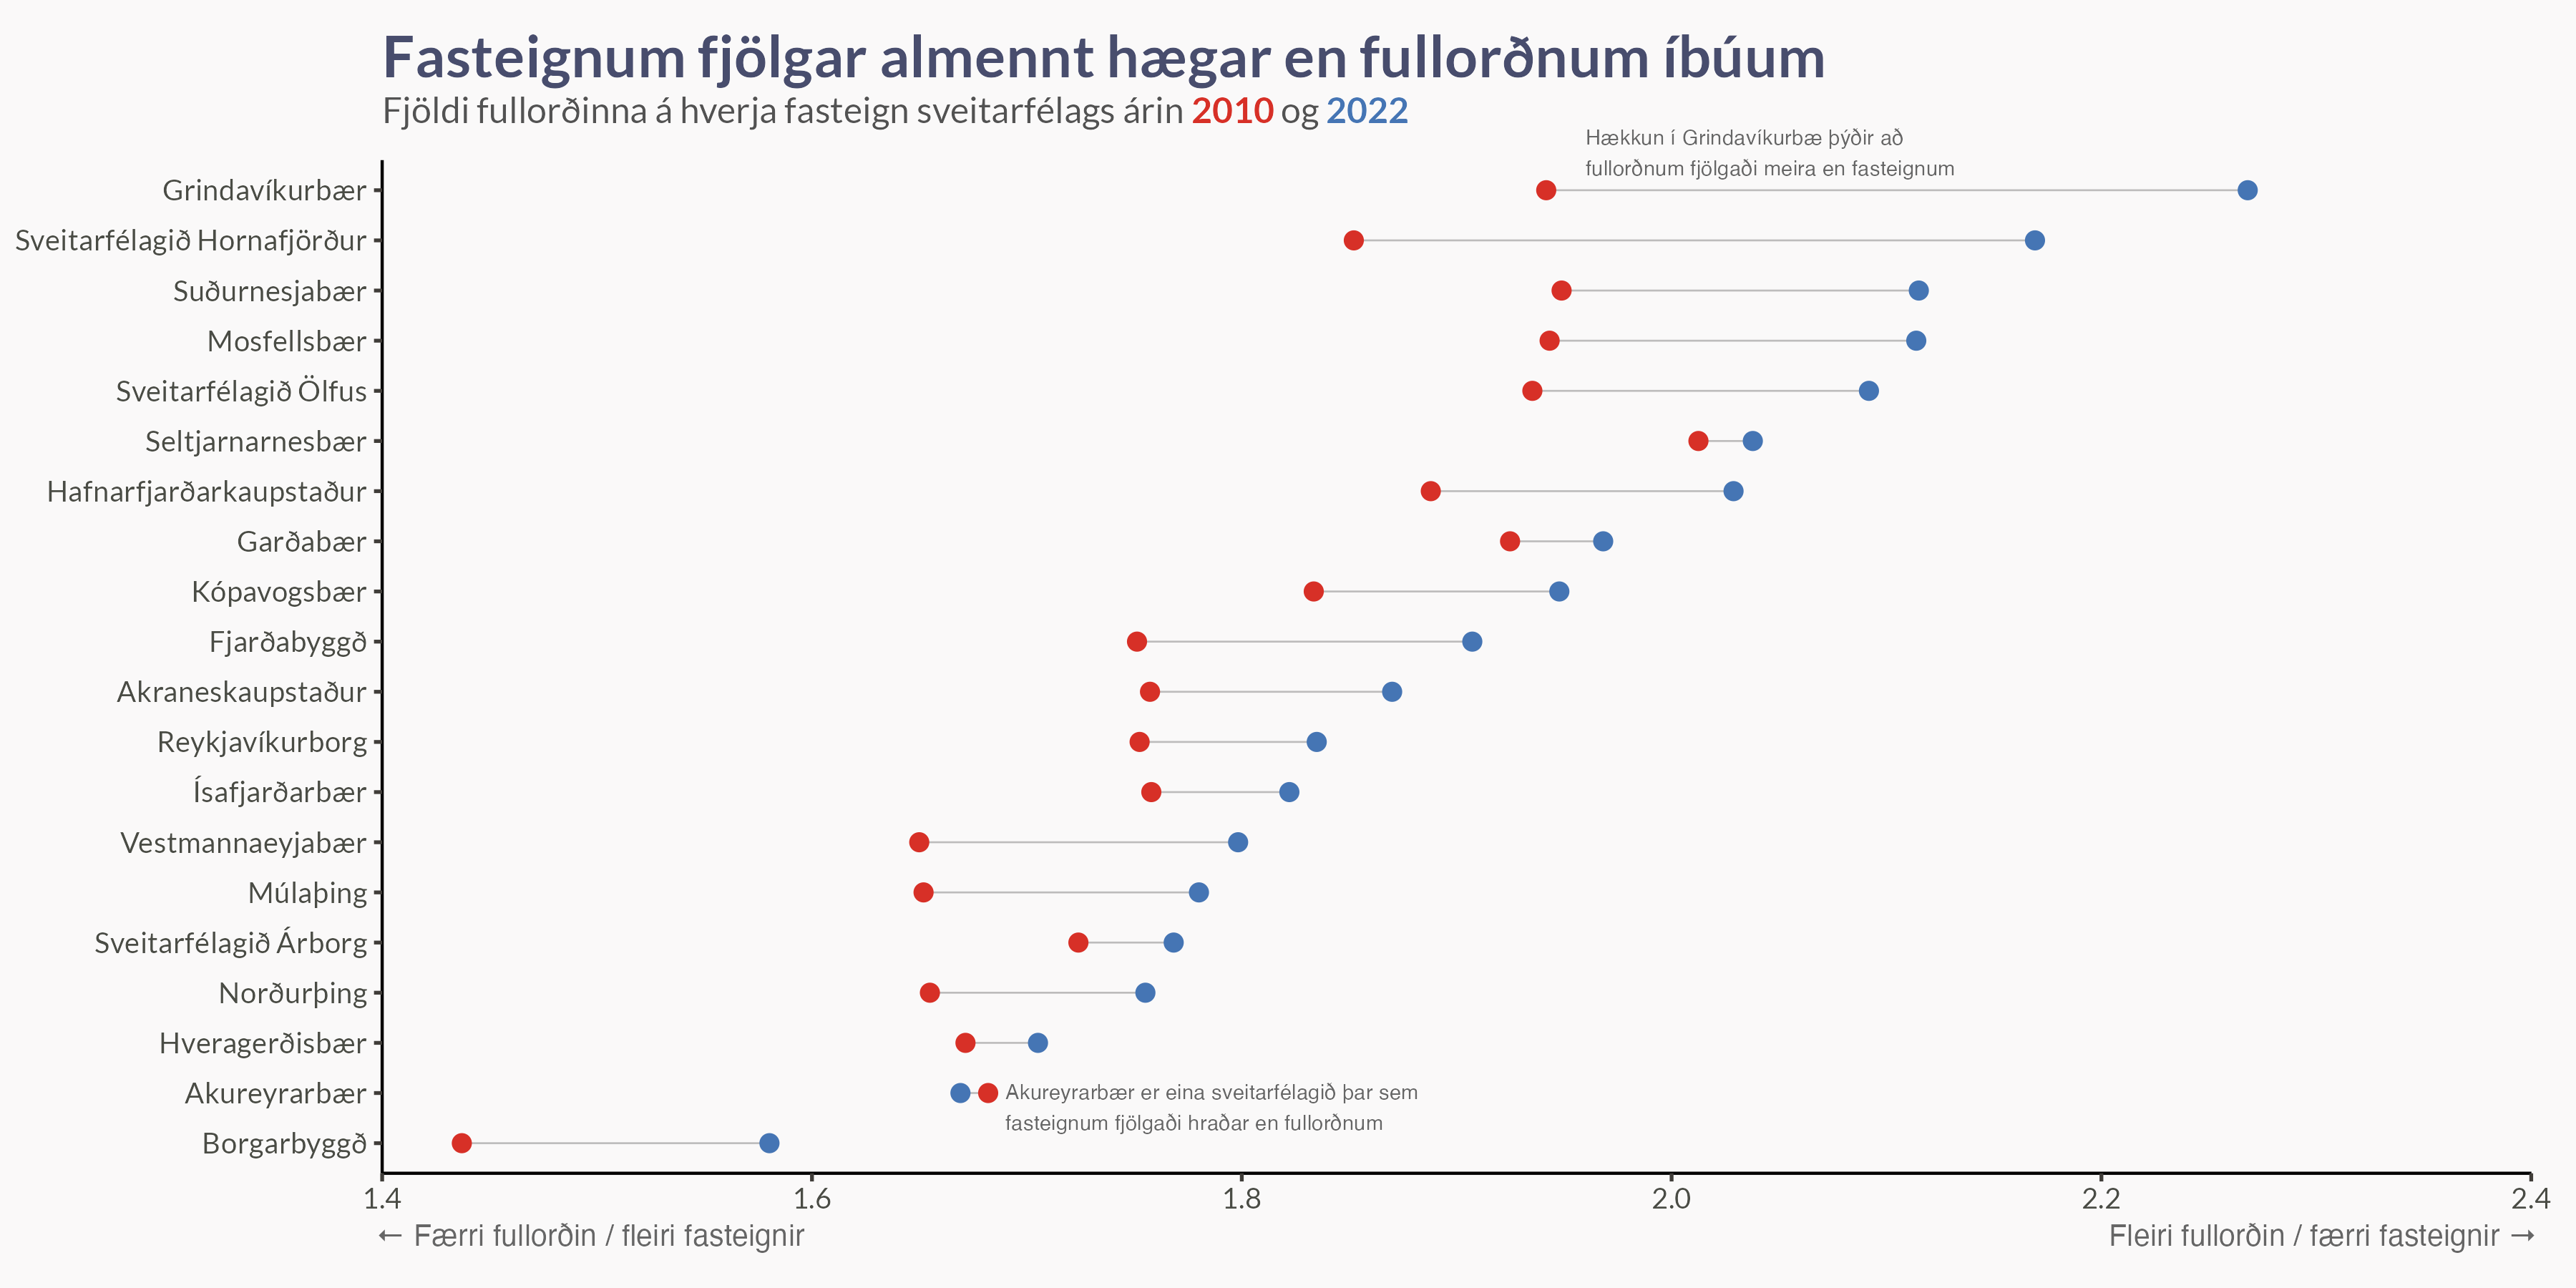 Fasteignum fjölgar almennt hægar en fullorðnum íbúum
Fjöldi fullorðinna á hverja fasteign sveitarfélags árin 2010 og 2022
Hækkun í Grindavíkurbæ þýðir að
fullorðnum fjölgaði meira en fasteignum
Grindavíkurbær
Sveitarfélagið Hornafjörður
Suðurnesjabær
Mosfellsbær
Sveitarfélagið Ölfus
Seltjarnarnesbær
Hafnarfjarðarkaupstaður
Garðabær
Kópavogsbær
Fjarðabyggð
Akraneskaupstaður
Reykjavíkurborg
Ísafjarðarbær
Vestmannaeyjabær
Múlaþing
Sveitarfélagið Árborg
Norðurþing
Hveragerðisbær
Akureyrarbær
Akureyrarbær er eina sveitarfélagið þar sem
fasteignum fjölgaði hraðar en fullorðnum
Borgarbyggð
1.4 1.6 1.8 2.0 2.2 2.4
← Færri fullorðin / fleiri fasteignir
Fleiri fullorðin / færri fasteignir →